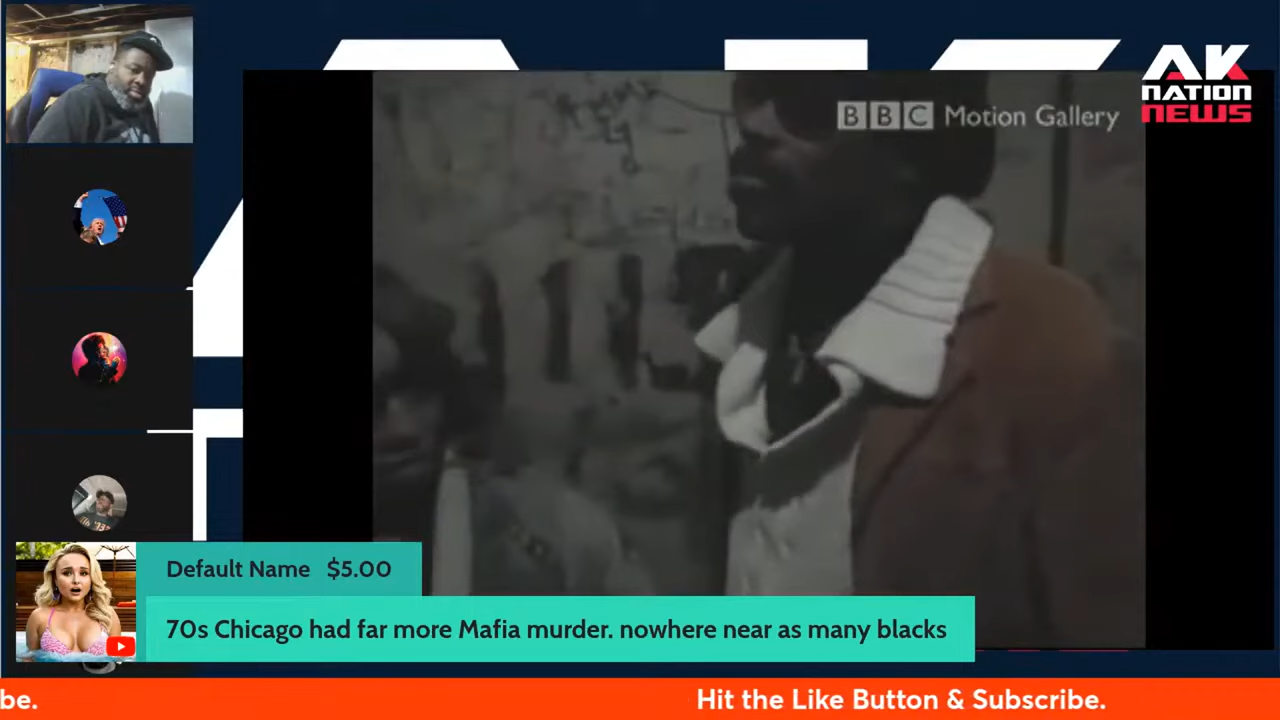 AK
NATION
NEWS
BBC Motion Gallery
Default Name $5.00
70s Chicago had far more Mafia murder. nowhere near as many blacks
be.
Hit the Like Button & Subscribe.